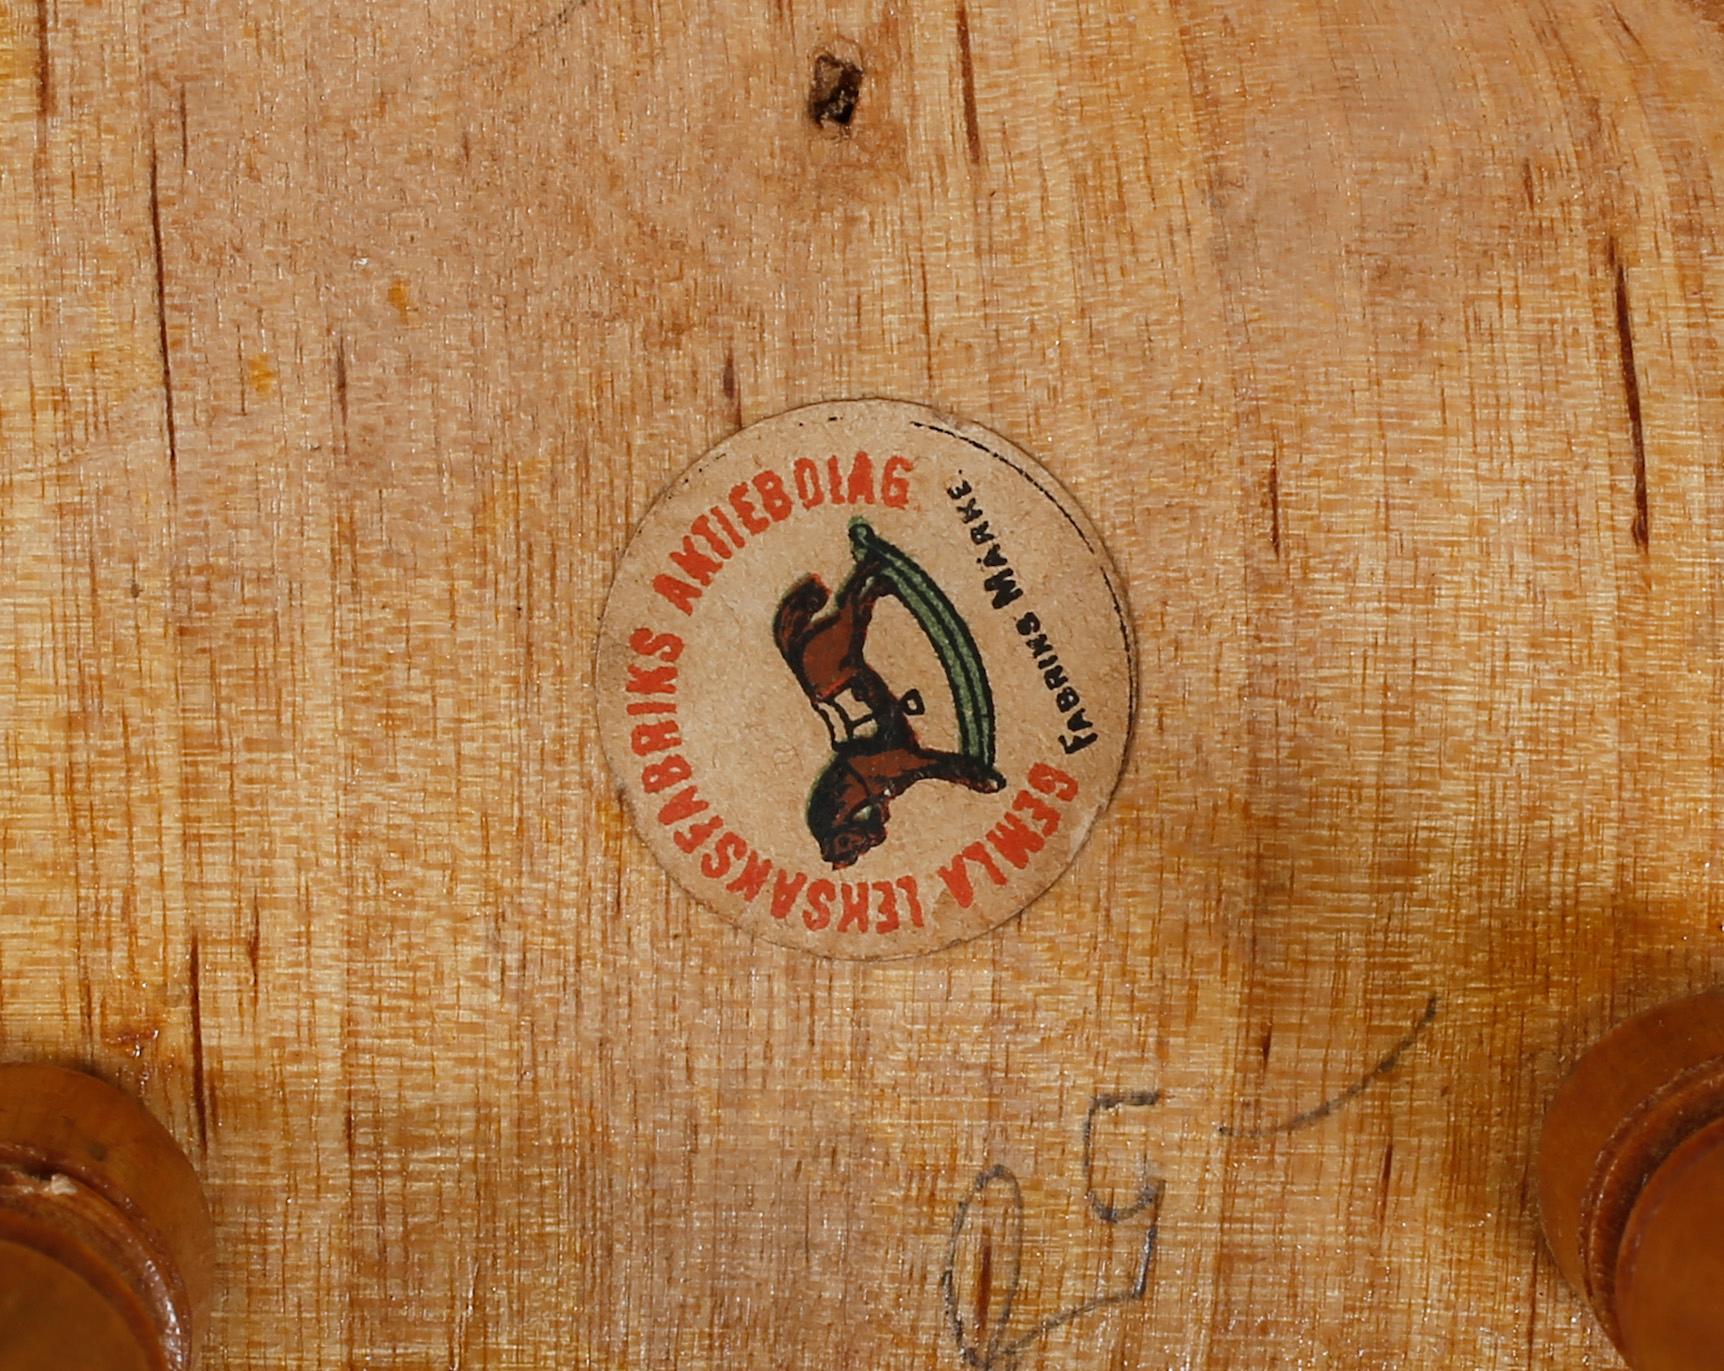 GEMLA LEKSAKSFABRIKS AKTIEBOLAG
FABRIKS MÄRKE.